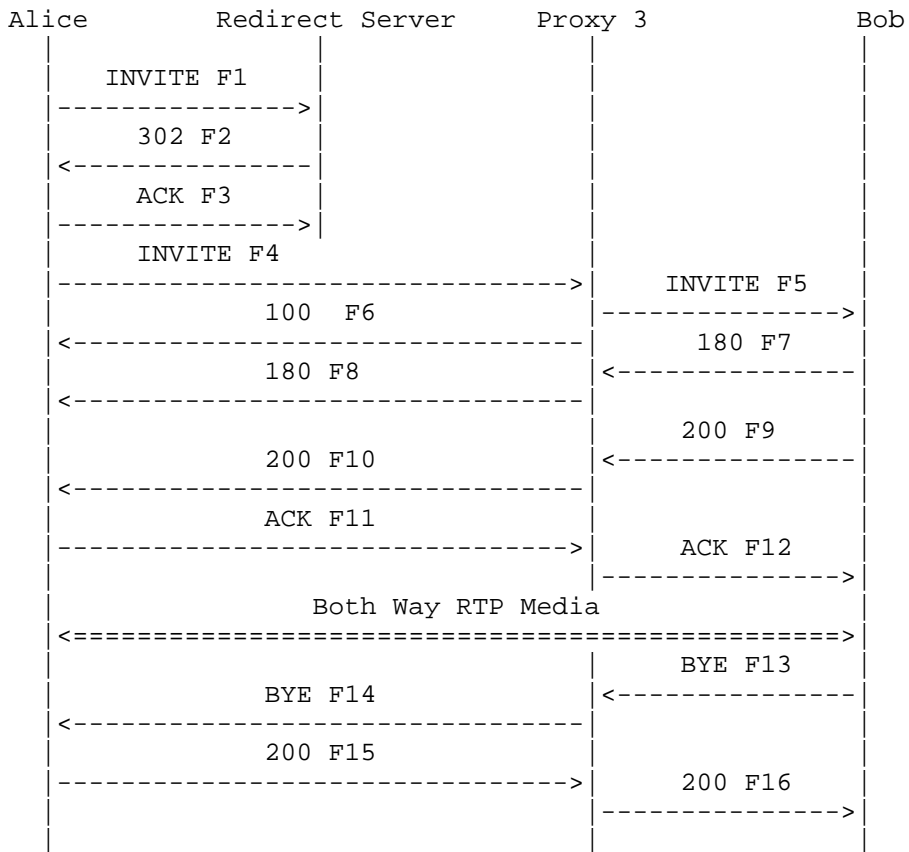 Alice Redirect Server Proxy 3 Bob
INVITE F1
302 F2
ACK F3
INVITE F4
INVITE F5
100 F6
180 F7
180 F8
200 F9
200 F10
ACK F11
ACK F12
Both Way RTP Media
BYE F13
BYE F14
200 F15
200 F16